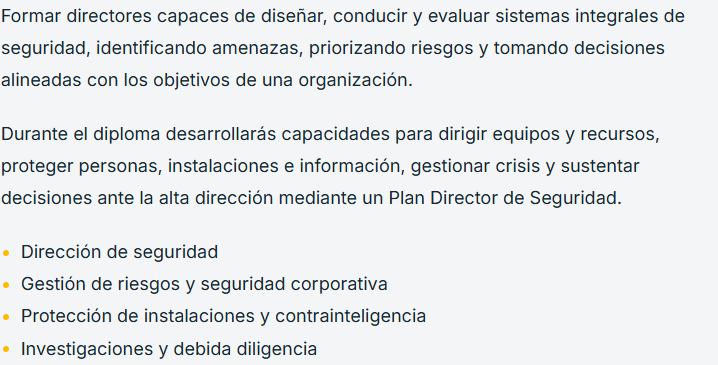 Formar directores capaces de diseñar, conducir y evaluar sistemas integrales de
seguridad, identificando amenazas, priorizando riesgos y tomando decisiones
alineadas con los objetivos de una organización.
Durante el diploma desarrollarás capacidades para dirigir equipos y recursos,
proteger personas, instalaciones e información, gestionar crisis y sustentar
decisiones ante la alta dirección mediante un Plan Director de Seguridad.
• Dirección de seguridad
• Gestión de riesgos y seguridad corporativa
• Protección de instalaciones y contrainteligencia
• Investigaciones y debida diligencia